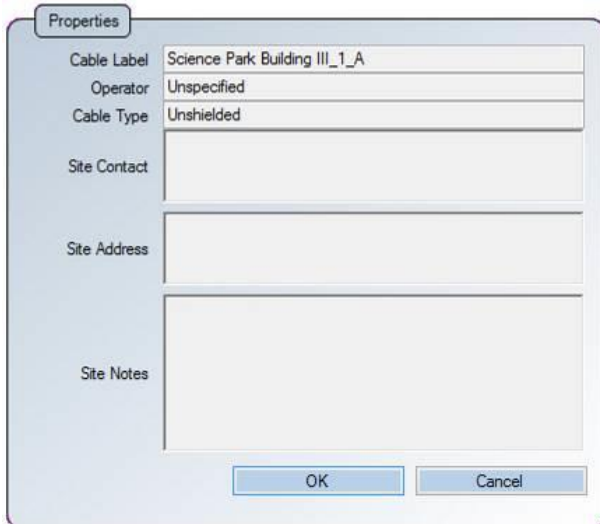 Properties
Cable Label Science Park Building III_1_A
Operator Unspecified
Cable Type Unshielded
Site Contact
Site Address
Site Notes
OK Cancel